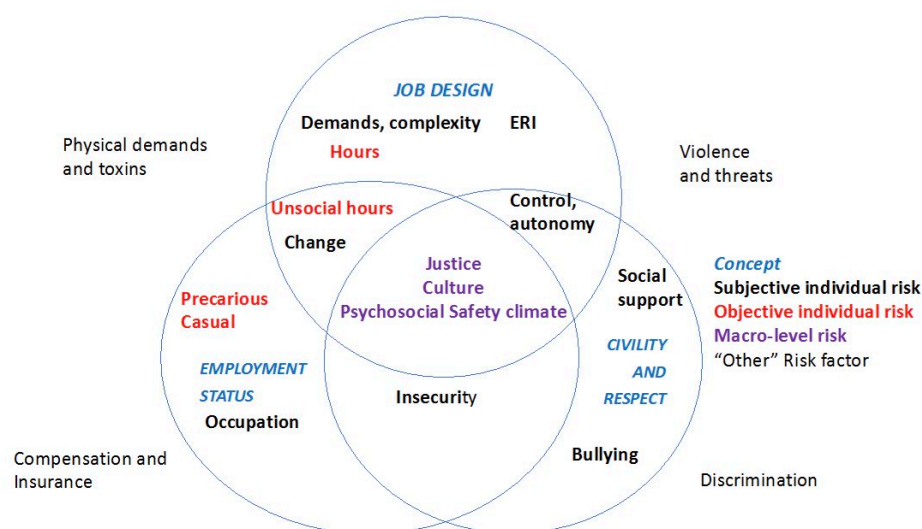 JOB DESIGN
Demands, complexity ERI
Hours
Physical demands
and toxins
Violence
and threats
Unsocial hours
Control,
autonomy
Change
Justice
Culture
Psychosocial Safety climate
Social
support
Concept
Subjective individual risk
Objective individual risk
Macro-level risk
“Other” Risk factor
Precarious
Casual
EMPLOYMENT
STATUS
Occupation
CIVILITY
AND
RESPECT
Insecurity
Bullying
Compensation and
Insurance
Discrimination